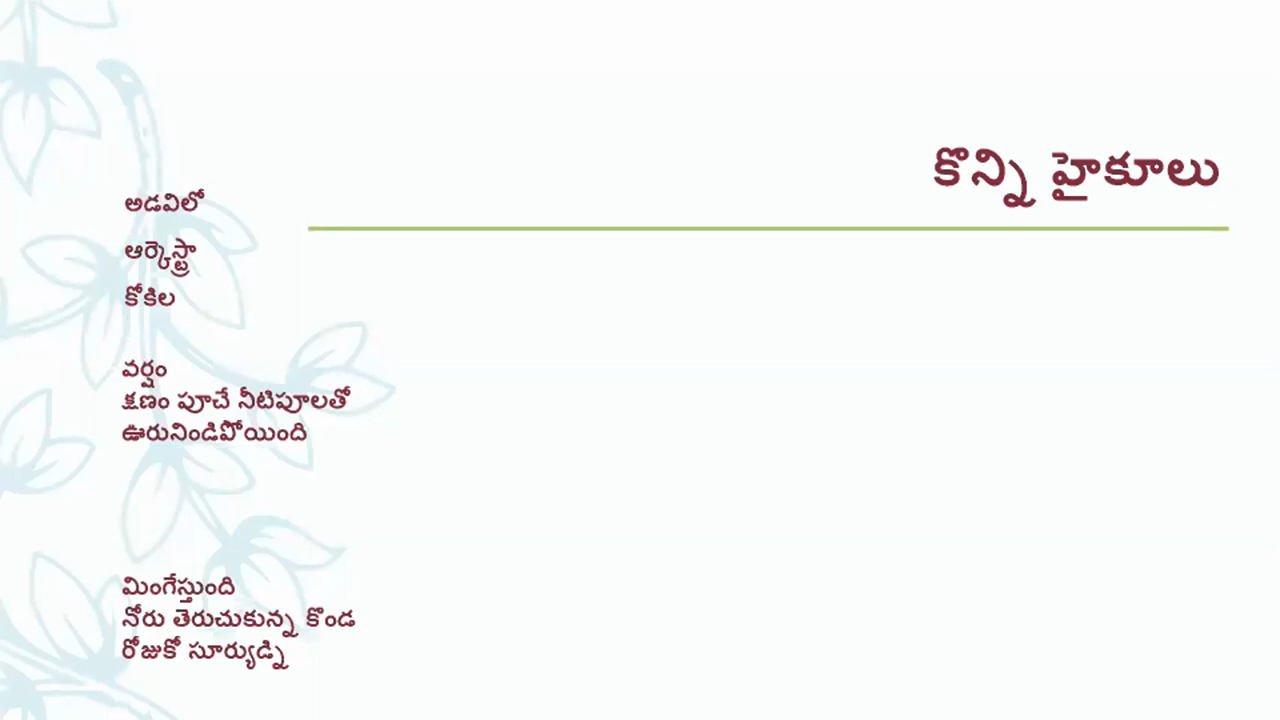 కొన్ని హైకూలు
అడవిలో
ఆర్కెస్ట్రా
కోకిల
వర్షం
క్షణం పూచే నీటిపూలతో
ఊరునిండిపోయింది
మింగేస్తుంది
నోరు తెరుచుకున్న కొండ
రోజుకో సూర్యుడ్ని